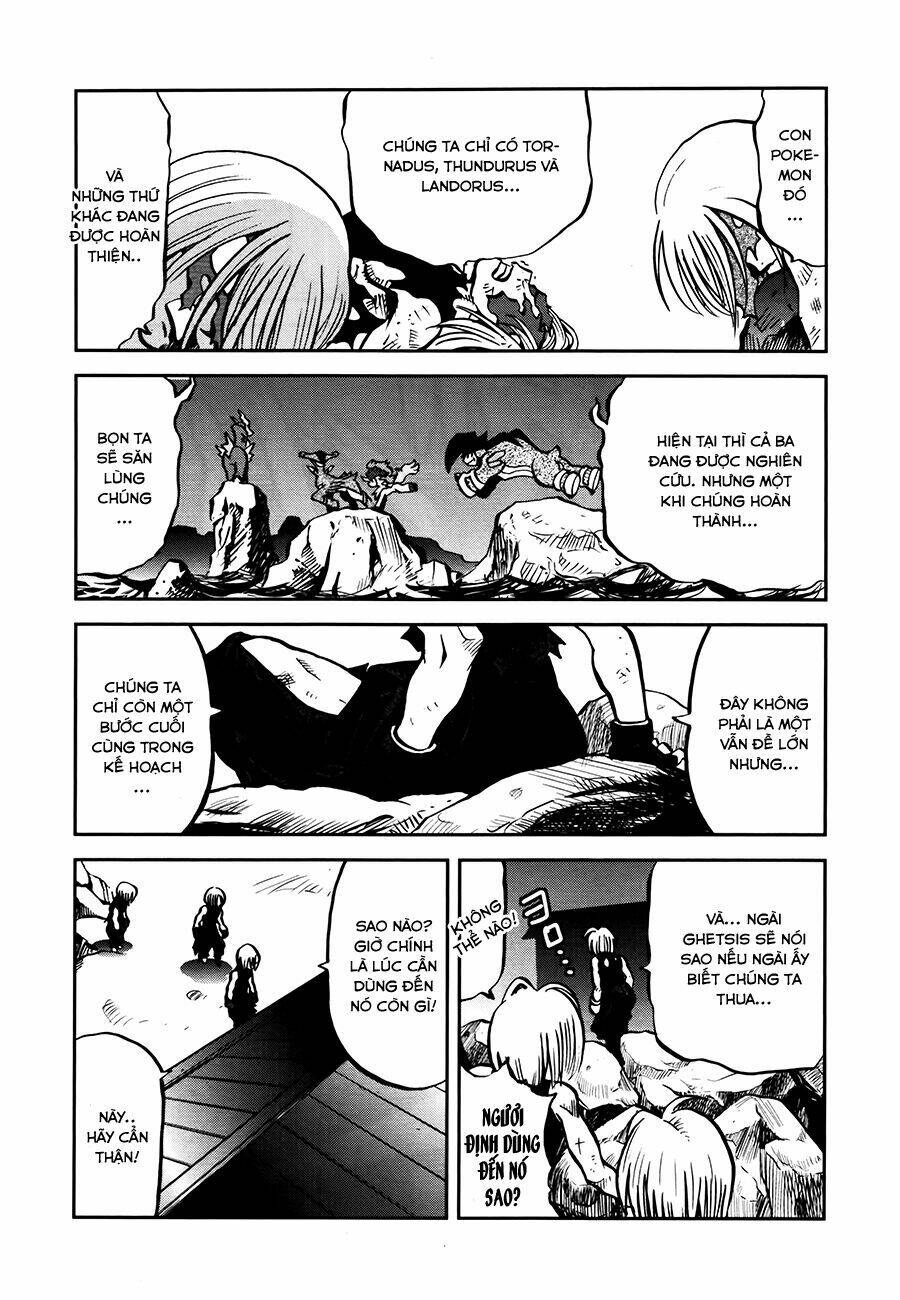 CON
POKE-
MON
ĐÓ
...
CHÚNG TA CHỈ CÓ TOR-
NADUS, THUNDURUS VÀ
LANDORUS...
VÀ
NHỮNG THỨ
KHÁC ĐANG
ĐƯỢC HOÀN
THIỆN..
HIỆN TẠI THÌ CẢ BA
ĐANG ĐƯỢC NGHIÊN
CỨU. NHƯNG MỘT
KHI CHÚNG HOÀN
THÀNH...
BỌN TA
SẼ SĂN
LÙNG CHÚNG
...
ĐÂY KHÔNG
PHẢI LÀ MỘT
VẤN ĐỀ LỚN
NHƯNG...
CHÚNG TA
CHỈ CÒN MỘT
BƯỚC CUỐI
CÙNG TRONG
KẾ HOẠCH
...
VÀ... NGÀI
GHETSIS SẼ NÓI
SAO NẾU NGÀI ẤY
BIẾT CHÚNG TA
THUA...
KHÔNG
THỂ NÀO!
NGƯƠI
ĐỊNH DÙNG
ĐẾN NÓ
SAO?
SAO NÀO?
GIỜ CHÍNH
LÀ LÚC CẦN
DÙNG ĐẾN
NÓ CÒN GÌ!
NÀY..
HÃY CẨN
THẬN!